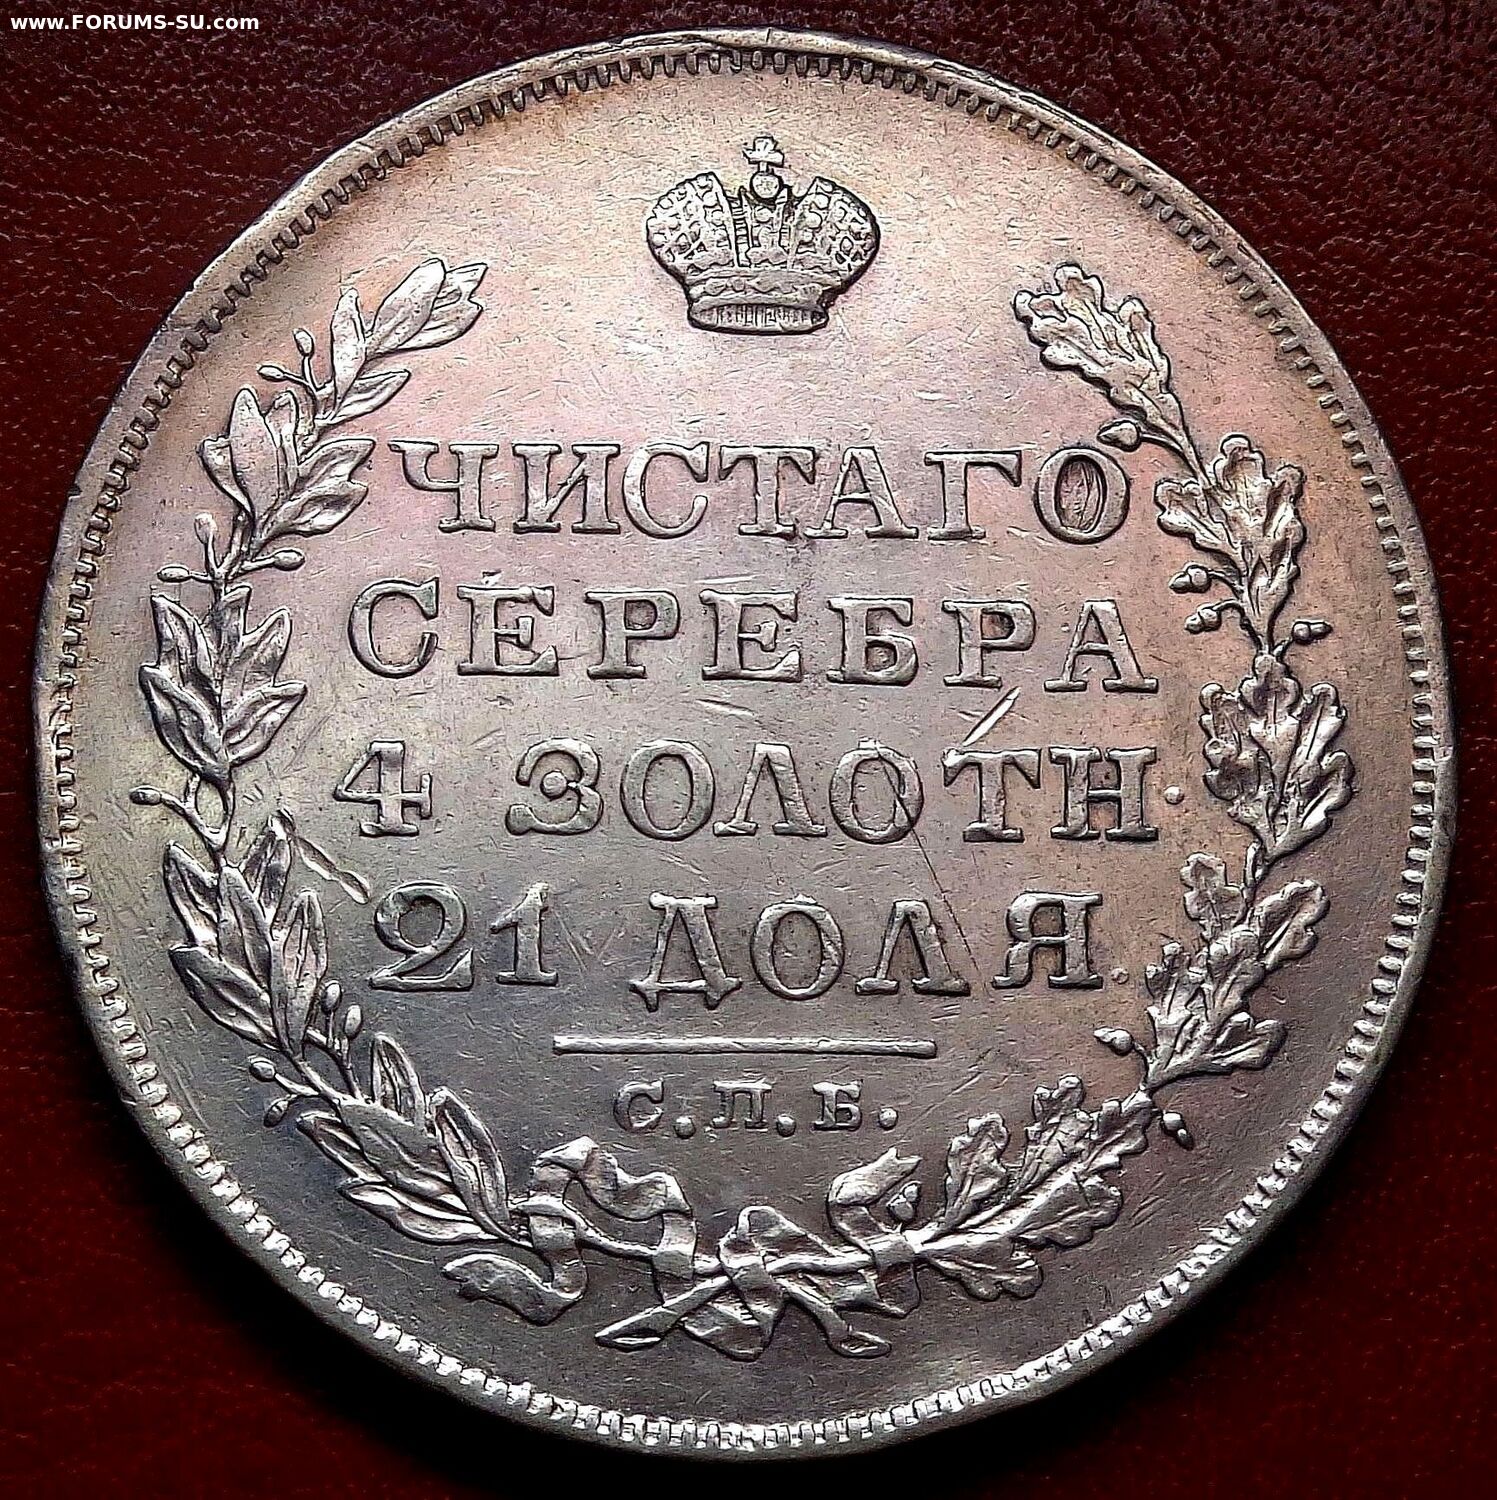 www.FORUMS-SU.com
ЧИСТАГО
СЕРЕБРА
4 ЗОЛОТН.
21 ДОЛЯ.
С.П.Б.